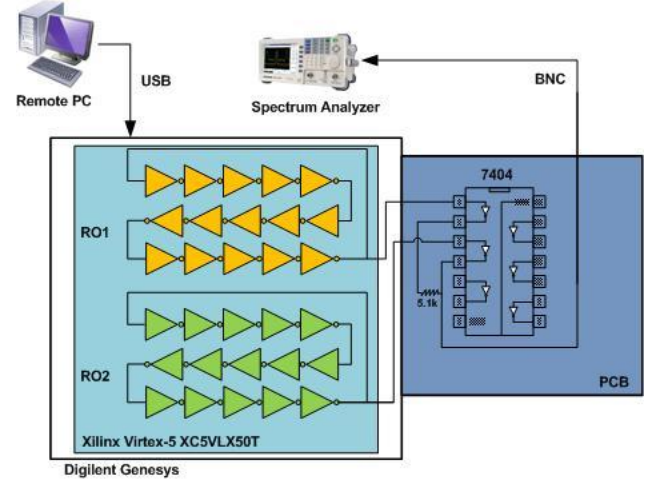 Remote PC
USB
Spectrum Analyzer
BNC
7404
RO1
5.1k
RO2
PCB
Xilinx Virtex-5 XC5VLX50T
Digilent Genesys